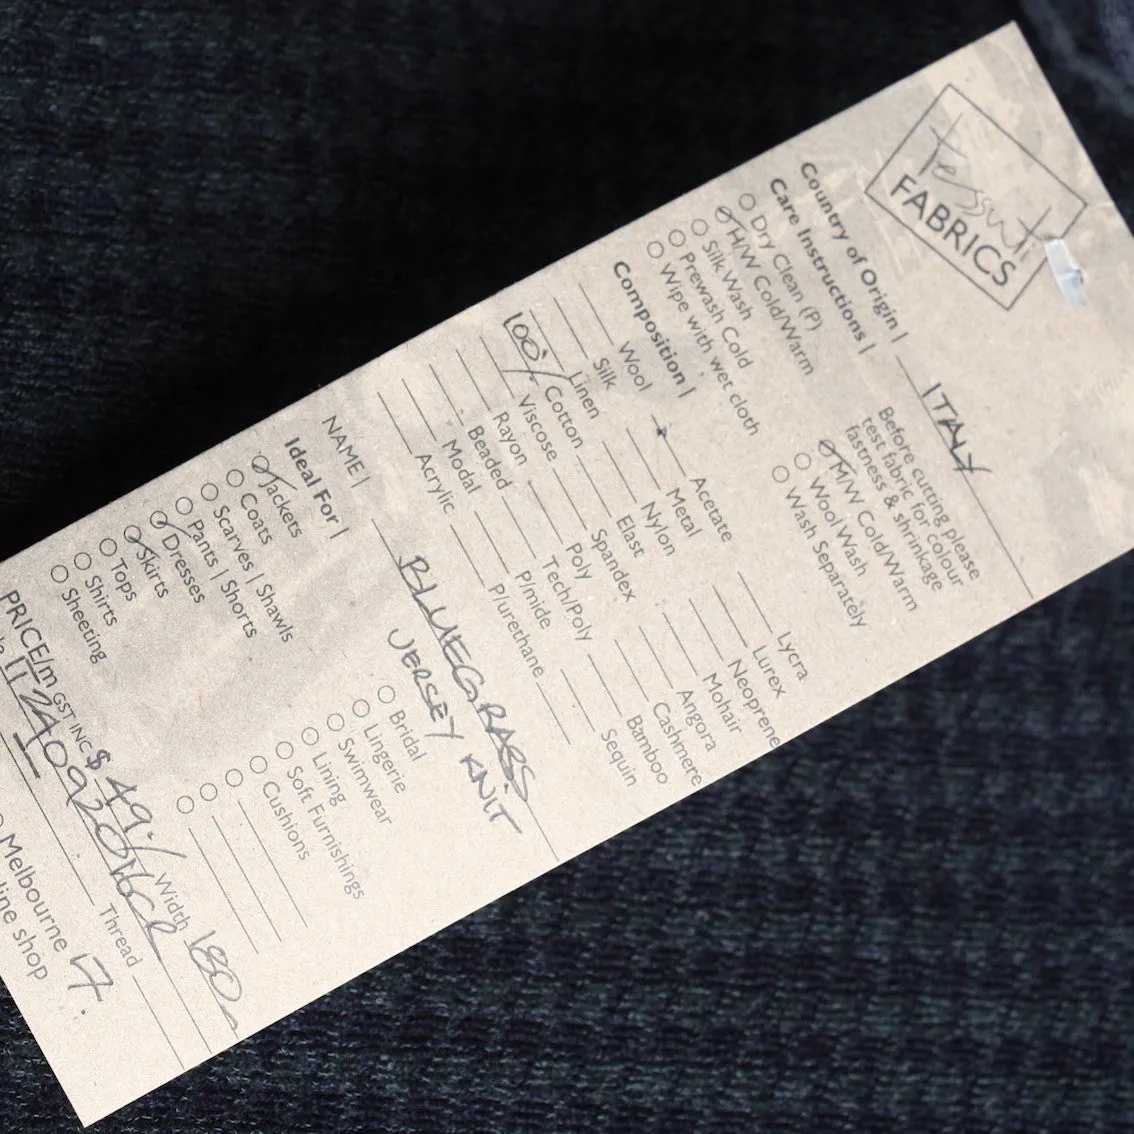 tessuti
FABRICS
Country of Origin | ITALY
Care Instructions |
Before cutting please
test fabric for colour
fastness & shrinkage
Dry Clean (P)
H/W Cold/Warm
Silk Wash
Prewash Cold
Wipe with wet cloth
M/W Cold/Warm
Wool Wash
Wash Separately
Composition |
Wool
Silk
Linen
100% Cotton
Viscose
Rayon
Beaded
Modal
Acrylic
Acetate
Metal
Nylon
Elast
Spandex
Poly
Tech/Poly
P/mide
P/urethane
Lycra
Lurex
Neoprene
Mohair
Angora
Cashmere
Bamboo
Sequin
NAME | BLUEGRASS
JERSEY KNIT
Ideal For |
Jackets
Coats
Scarves | Shawls
Pants | Shorts
Dresses
Skirts
Tops
Shirts
Sheeting
Bridal
Lingerie
Swimwear
Lining
Soft Furnishings
Cushions
PRICE/m GST INC $ 49. Width 180
Thread
Melbourne 17
line shop